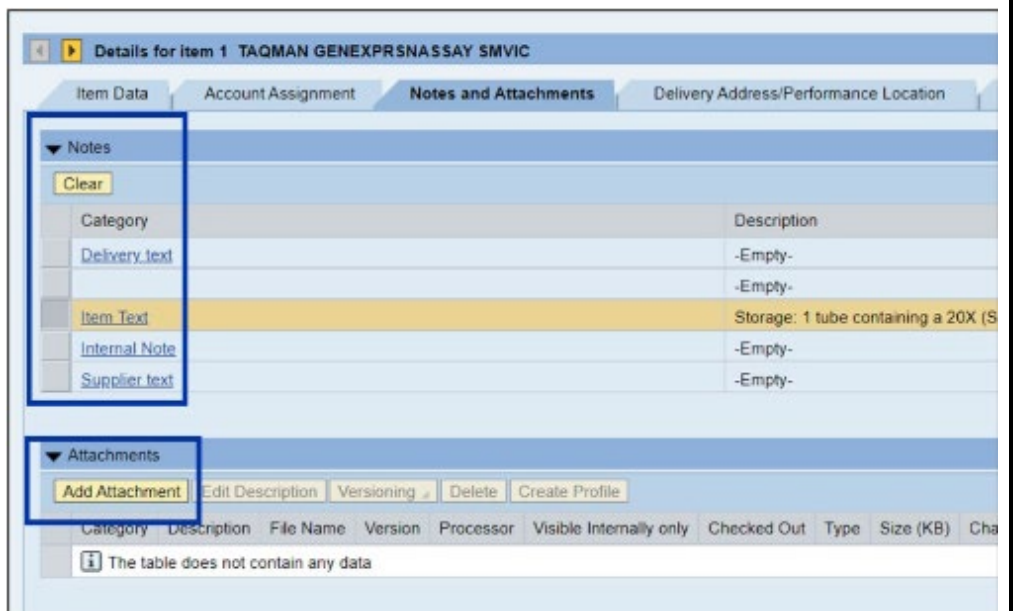 Details for item 1 TAQMAN GENEXPRSNASSAY SMVIC
Item Data Account Assignment Notes and Attachments Delivery Address/Performance Location
Notes
Clear
Category Description
Delivery text -Empty-
-Empty-
Item Text Storage: 1 tube containing a 20X (S
Internal Note -Empty-
Supplier text -Empty-
Attachments
Add Attachment Edit Description Versioning Delete Create Profile
Category Description File Name Version Processor Visible Internally only Checked Out Type Size (KB) Cha
The table does not contain any data